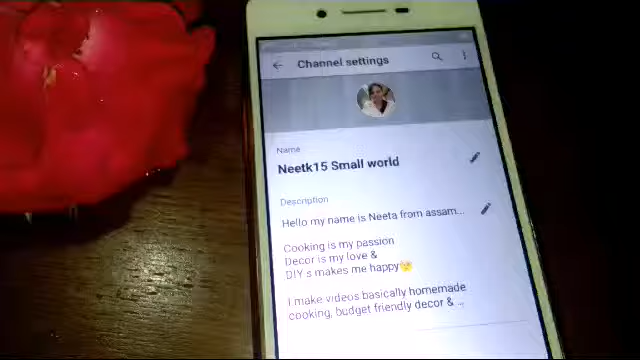 Channel settings
Name
Neetk15 Small world
Description
Hello my name is Neeta from assam...
Cooking is my passion
Decor is my love &
DIY s makes me happy🤗
I make videos basically homemade
cooking, budget friendly decor & ..